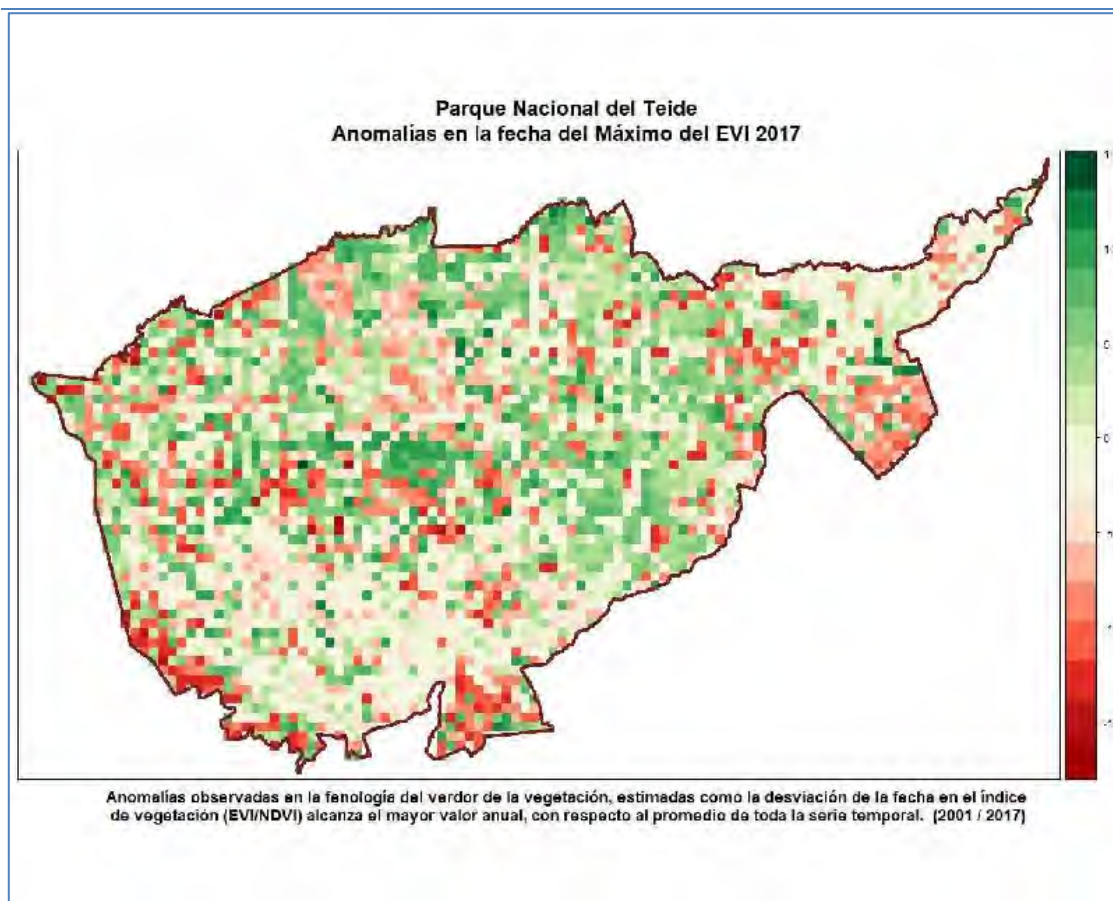 Parque Nacional del Teide
Anomalías en la fecha del Máximo del EVI 2017
0
Anomalías observadas en la fenología del verdor de la vegetación, estimadas como la desviación de la fecha en el índice
de vegetación (EVI/NDVI) alcanza el mayor valor anual, con respecto al promedio de toda la serie temporal. (2001 / 2017)